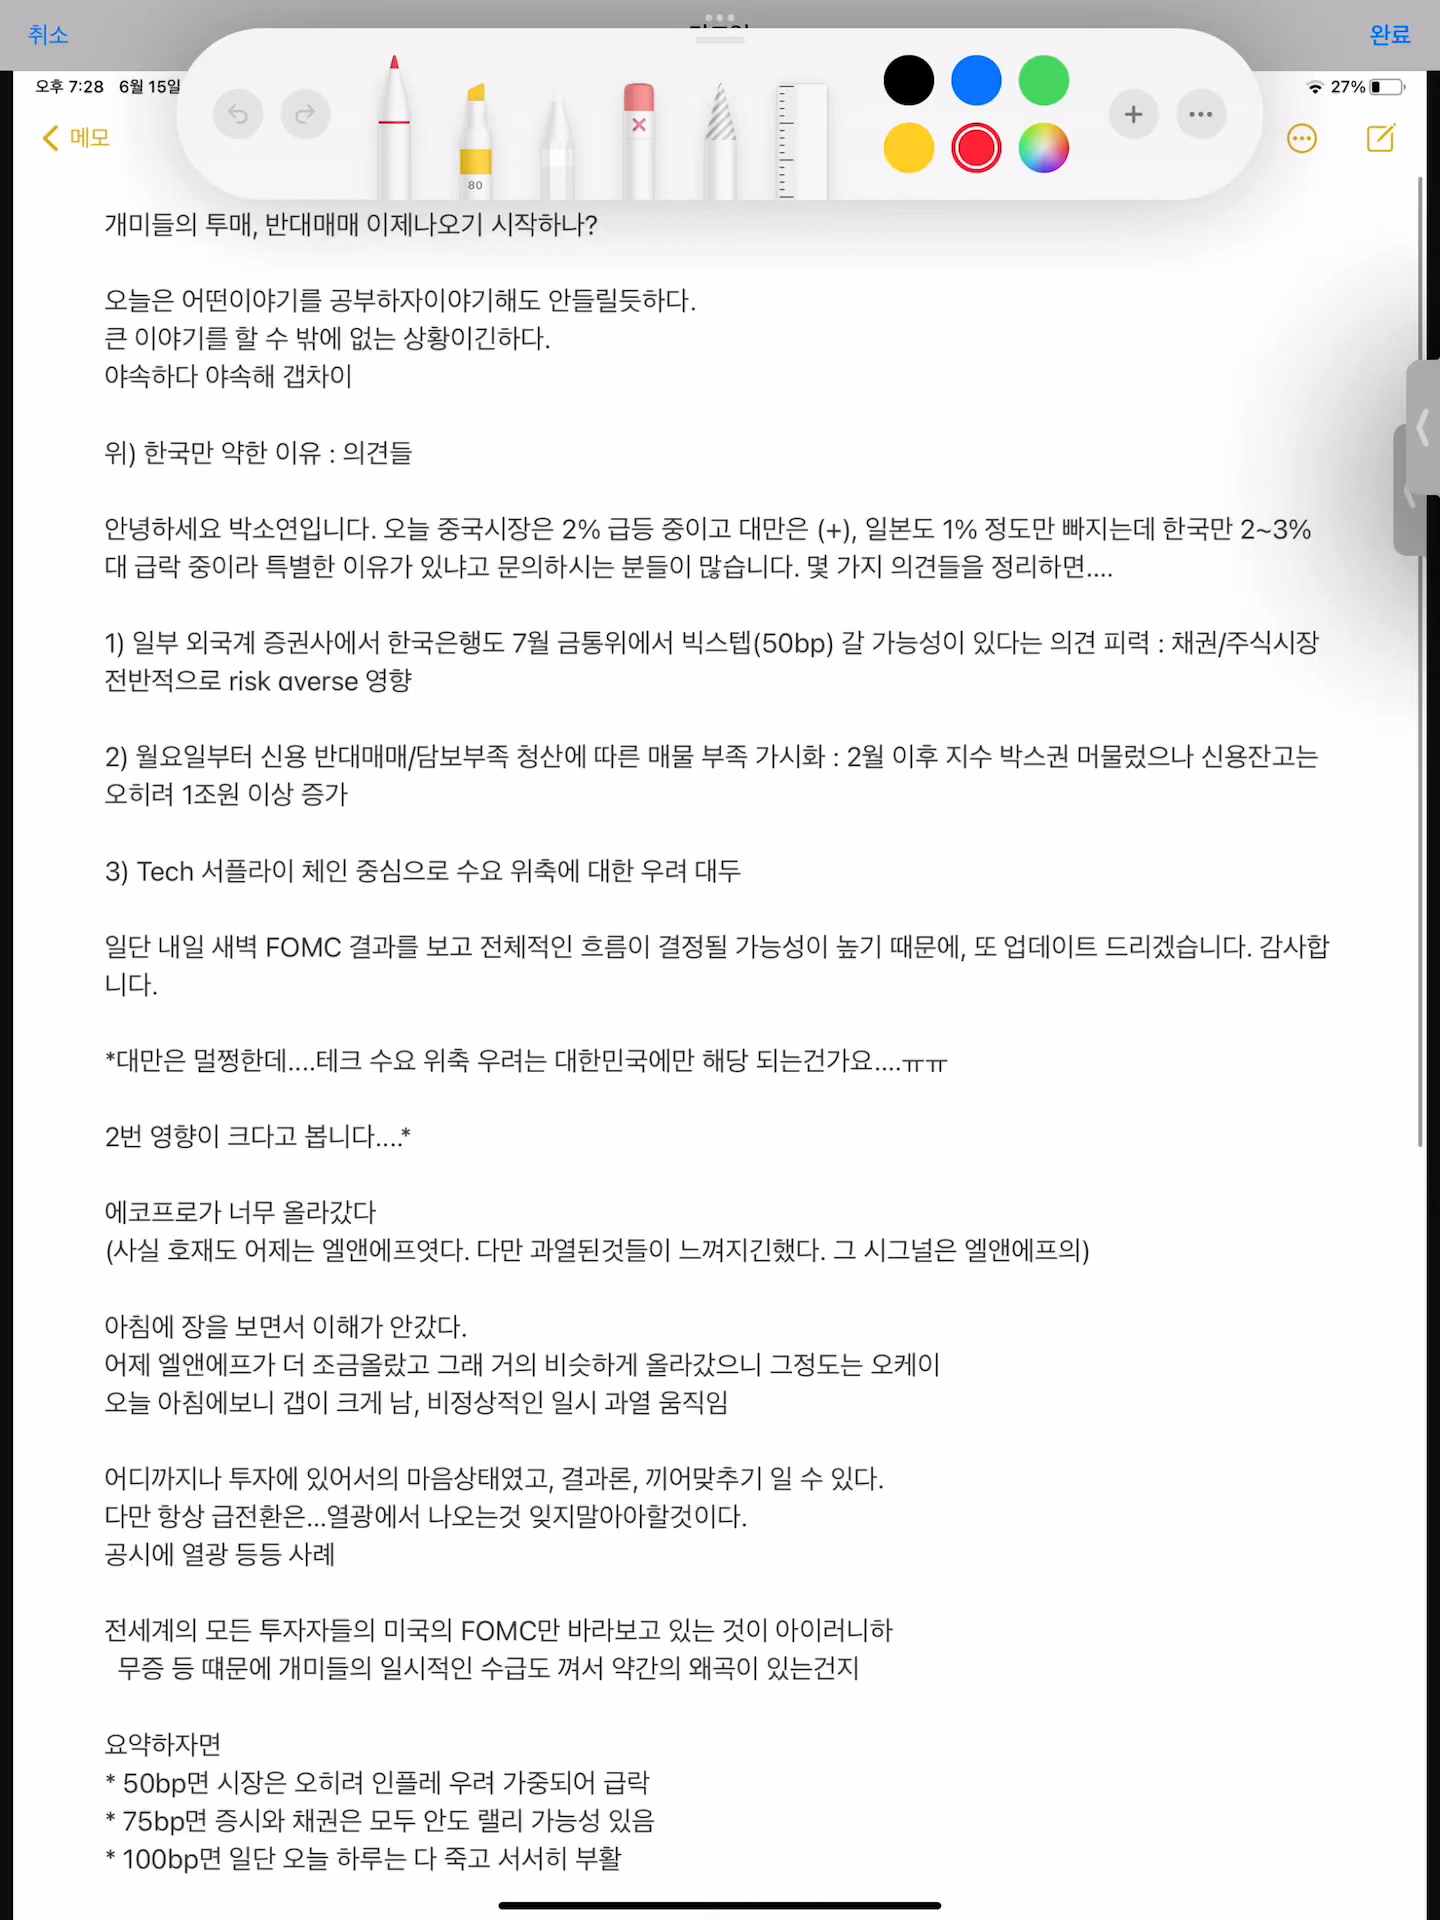 취소
완료
오후 7:28 6월 15일
27%
메모
80
개미들의 투매, 반대매매 이제나오기 시작하나?
오늘은 어떤이야기를 공부하자이야기해도 안들릴듯하다.
큰 이야기를 할 수 밖에 없는 상황이긴하다.
야속하다 야속해 갭차이
위) 한국만 약한 이유 : 의견들
안녕하세요 박소연입니다. 오늘 중국시장은 2% 급등 중이고 대만은 (+), 일본도 1% 정도만 빠지는데 한국만 2~3%
대 급락 중이라 특별한 이유가 있냐고 문의하시는 분들이 많습니다. 몇 가지 의견들을 정리하면....
1) 일부 외국계 증권사에서 한국은행도 7월 금통위에서 빅스텝(50bp) 갈 가능성이 있다는 의견 피력 : 채권/주식시장
전반적으로 risk averse 영향
2) 월요일부터 신용 반대매매/담보부족 청산에 따른 매물 부족 가시화 : 2월 이후 지수 박스권 머물렀으나 신용잔고는
오히려 1조원 이상 증가
3) Tech 서플라이 체인 중심으로 수요 위축에 대한 우려 대두
일단 내일 새벽 FOMC 결과를 보고 전체적인 흐름이 결정될 가능성이 높기 때문에, 또 업데이트 드리겠습니다. 감사합
니다.
*대만은 멀쩡한데....테크 수요 위축 우려는 대한민국에만 해당 되는건가요....ㅠㅠ
2번 영향이 크다고 봅니다....*
에코프로가 너무 올라갔다
(사실 호재도 어제는 엘앤에프엿다. 다만 과열된것들이 느껴지긴했다. 그 시그널은 엘앤에프의)
아침에 장을 보면서 이해가 안갔다.
어제 엘앤에프가 더 조금올랐고 그래 거의 비슷하게 올라갔으니 그정도는 오케이
오늘 아침에보니 갭이 크게 남, 비정상적인 일시 과열 움직임
어디까지나 투자에 있어서의 마음상태였고, 결과론, 끼어맞추기 일 수 있다.
다만 항상 급전환은...열광에서 나오는것 잊지말아아할것이다.
공시에 열광 등등 사례
전세계의 모든 투자자들의 미국의 FOMC만 바라보고 있는 것이 아이러니하
무증 등 떄문에 개미들의 일시적인 수급도 껴서 약간의 왜곡이 있는건지
요약하자면
* 50bp면 시장은 오히려 인플레 우려 가중되어 급락
* 75bp면 증시와 채권은 모두 안도 랠리 가능성 있음
* 100bp면 일단 오늘 하루는 다 죽고 서서히 부활